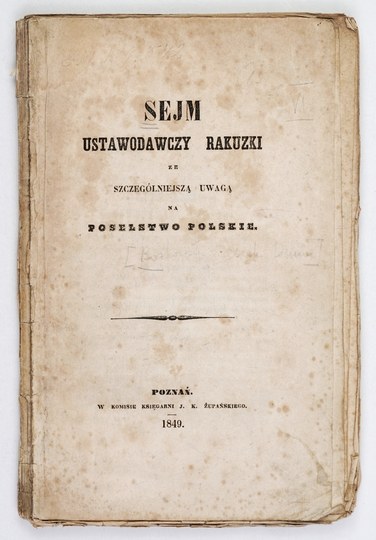 SEJM
USTAWODAWCZY RAKUZKI
ZE
SZCZEGÓLNIEJSZĄ UWAGĄ
NA
POSELSTWO POLSKIE.
POZNAŃ.
W KOMISIE KSIĘGARNI J. K. ŻUPAŃSKIEGO.
1849.